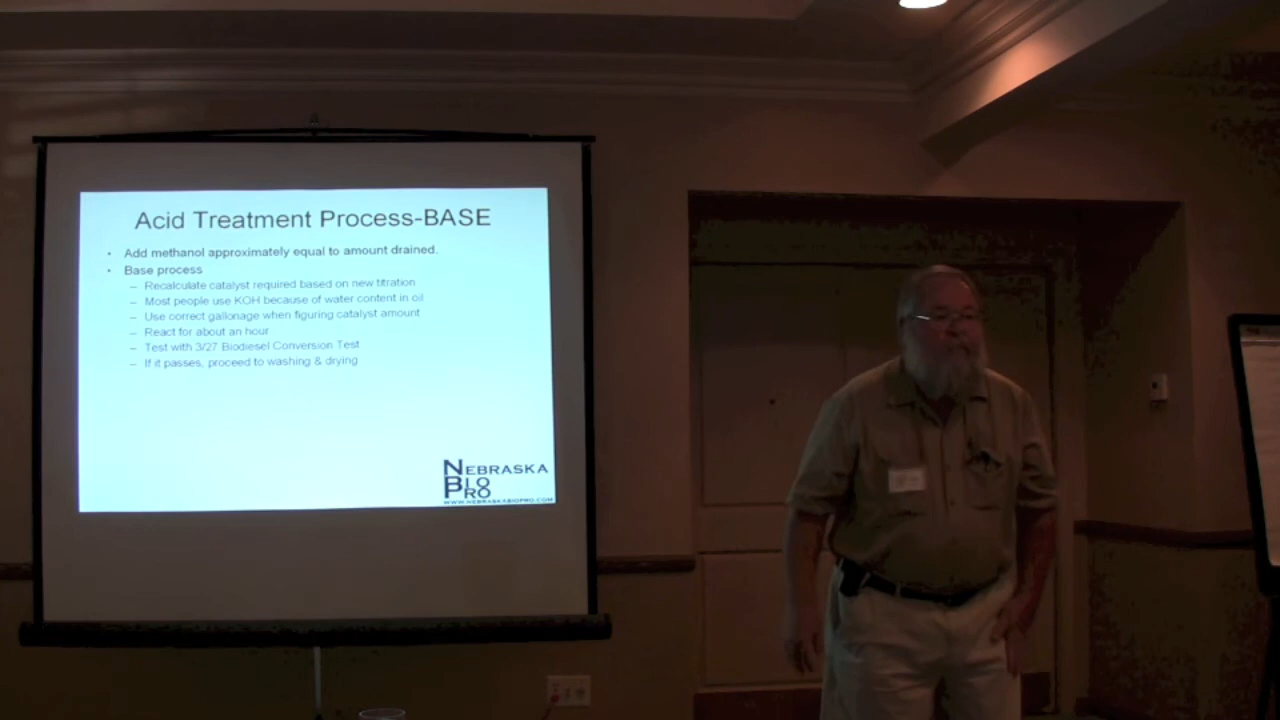 Acid Treatment Process-BASE
• Add methanol approximately equal to amount drained.
• Base process
– Recalculate catalyst required based on new titration
– Most people use KOH because of water content in oil
– Use correct gallonage when figuring catalyst amount
– React for about an hour
– Test with 3/27 Biodiesel Conversion Test
– If it passes, proceed to washing & drying
NEBRASKA
BIO
PRO
WWW.NEBRASKABIOPRO.COM